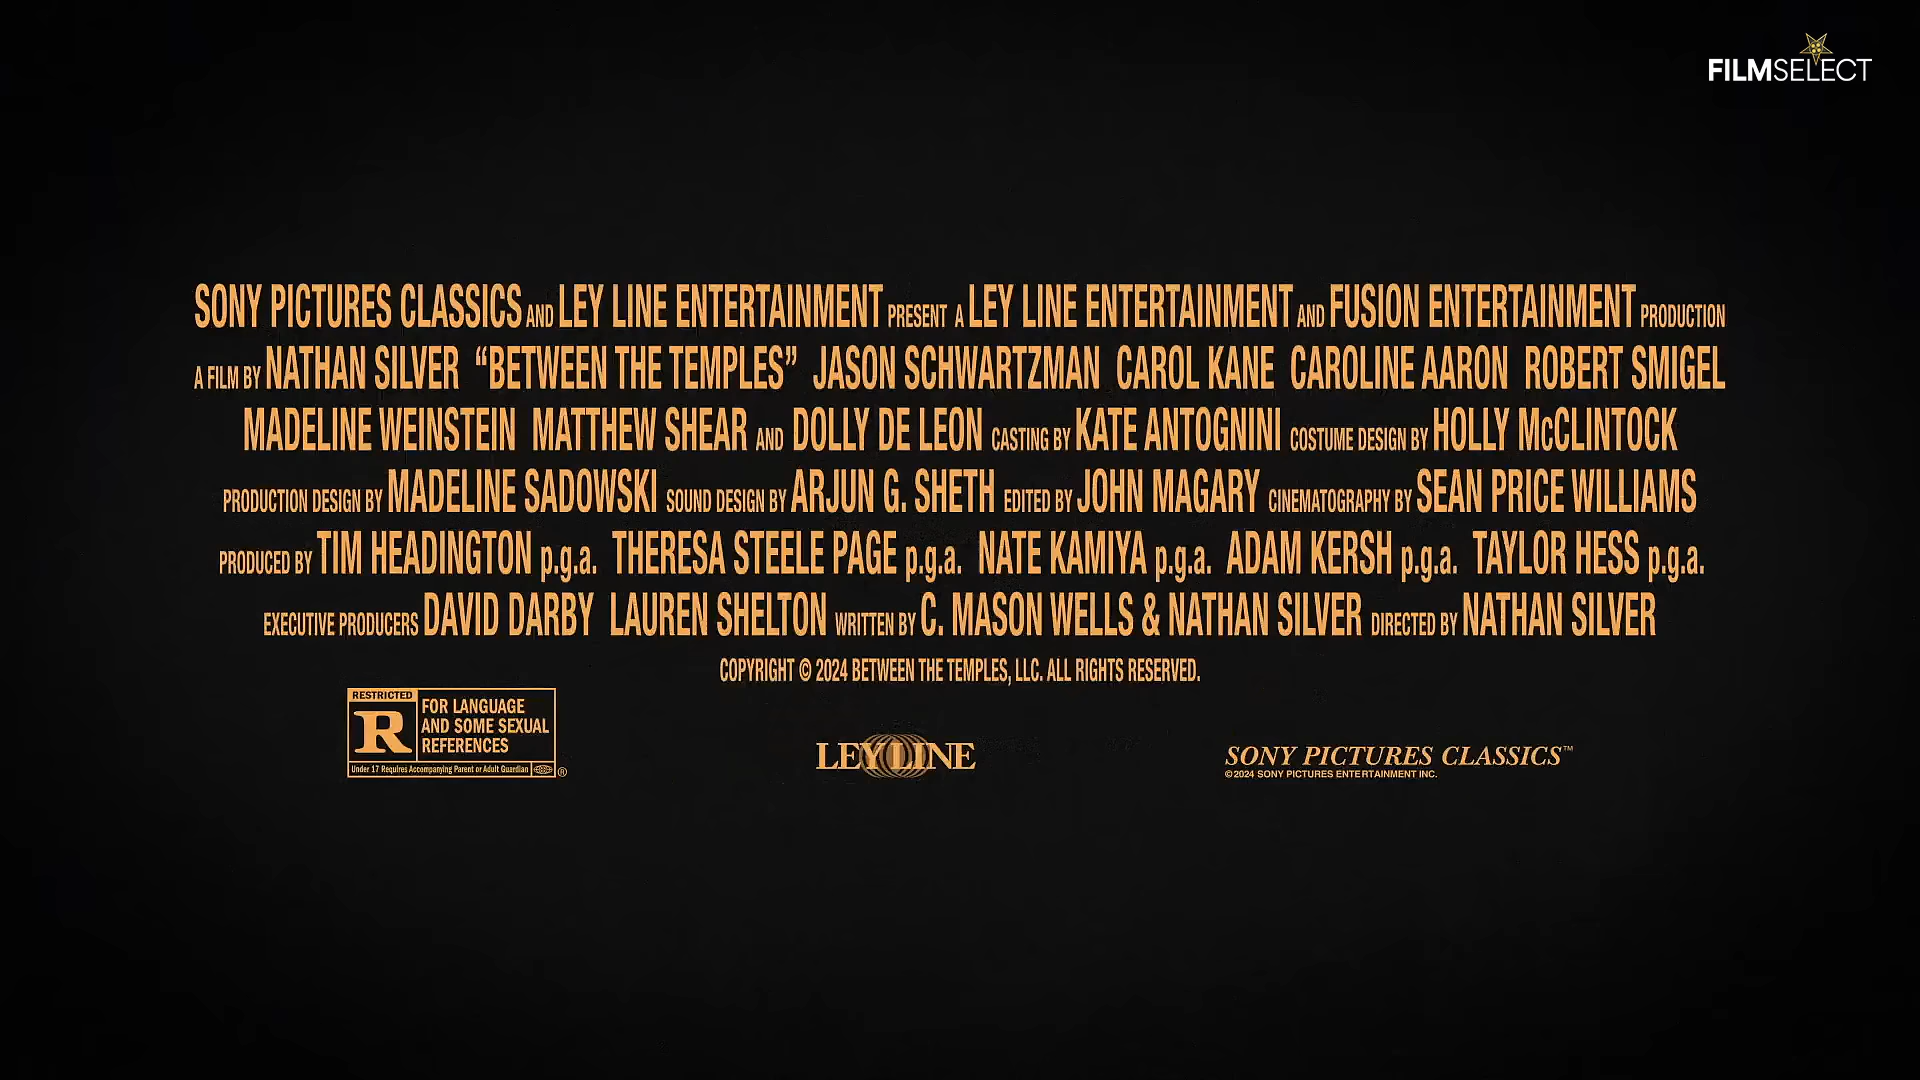 FILMSELECT
SONY PICTURES CLASSICS AND LEY LINE ENTERTAINMENT PRESENT A LEY LINE ENTERTAINMENT AND FUSION ENTERTAINMENT PRODUCTION
A FILM BY NATHAN SILVER “BETWEEN THE TEMPLES” JASON SCHWARTZMAN CAROL KANE CAROLINE AARON ROBERT SMIGEL
MADELINE WEINSTEIN MATTHEW SHEAR AND DOLLY DE LEON CASTING BY KATE ANTOGNINI COSTUME DESIGN BY HOLLY McCLINTOCK
PRODUCTION DESIGN BY MADELINE SADOWSKI SOUND DESIGN BY ARJUN G. SHETH EDITED BY JOHN MAGARY CINEMATOGRAPHY BY SEAN PRICE WILLIAMS
PRODUCED BY TIM HEADINGTON p.g.a. THERESA STEELE PAGE p.g.a. NATE KAMIYA p.g.a. ADAM KERSH p.g.a. TAYLOR HESS p.g.a.
EXECUTIVE PRODUCERS DAVID DARBY LAUREN SHELTON WRITTEN BY C. MASON WELLS & NATHAN SILVER DIRECTED BY NATHAN SILVER
COPYRIGHT © 2024 BETWEEN THE TEMPLES, LLC. ALL RIGHTS RESERVED.
RESTRICTED
R
FOR LANGUAGE
AND SOME SEXUAL
REFERENCES
Under 17 Requires Accompanying Parent or Adult Guardian ®
LEY LINE
SONY PICTURES CLASSICS™
©2024 SONY PICTURES ENTERTAINMENT INC.